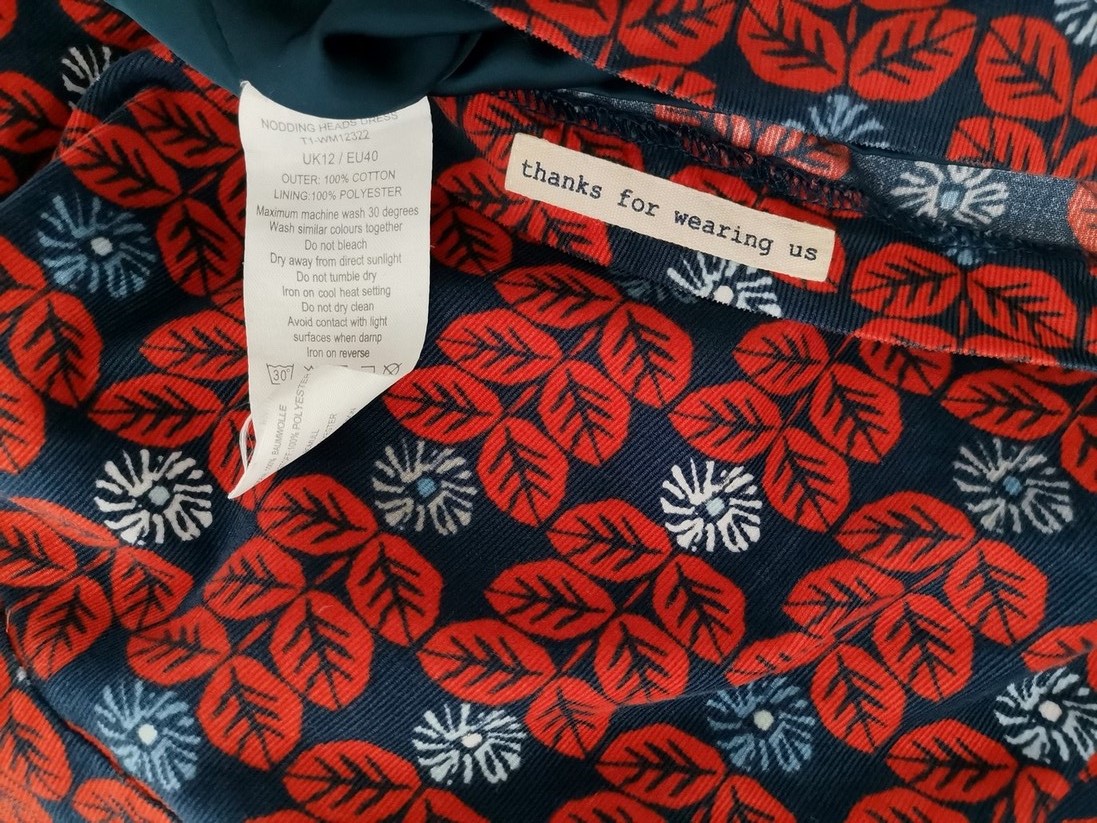 NODDING HEADS DRESS
T1-WM12322
UK12 / EU40
OUTER: 100% COTTON
LINING:100% POLYESTER
Maximum machine wash 30 degrees
Wash similar colours together
Do not bleach
Dry away from direct sunlight
Do not tumble dry
Iron on cool heat setting
Do not dry clean
Avoid contact with light
surfaces when damp
Iron on reverse
30°
BAUMWOLLE
100% POLYESTER
thanks for wearing us